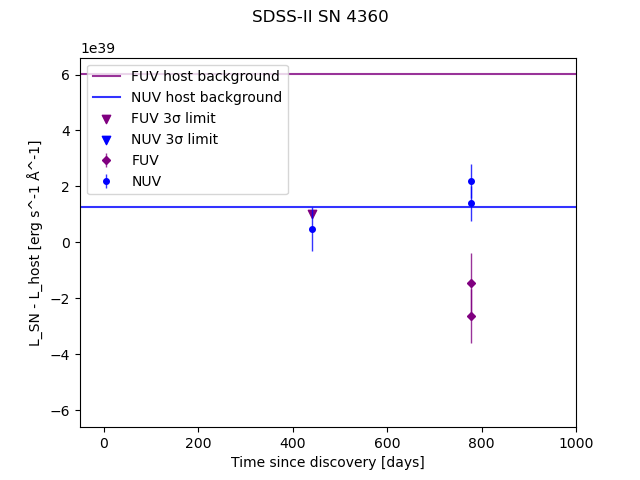 SDSS-II SN 4360
1e39
FUV host background
NUV host background
FUV 3σ limit
NUV 3σ limit
FUV
NUV
L_SN - L_host [erg s^-1 Å^-1]
6
4
2
0
−2
−4
−6
0 200 400 600 800 1000
Time since discovery [days]